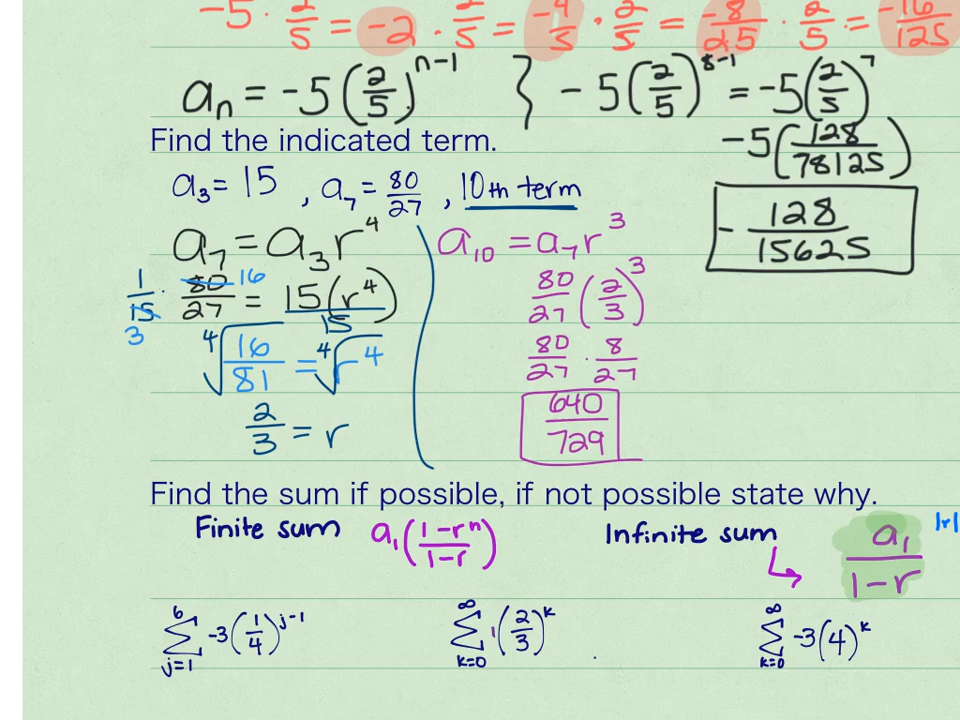 -5 · 2/5 = -2 · 2/5 = -4/5 · 2/5 = -8/25 · 2/5 = -16/125
aₙ = -5(2/5)ⁿ⁻¹ } -5(2/5)⁸⁻¹ = -5(2/5)⁷
-5(128/78125)
-128/15625
Find the indicated term.
a₃ = 15 , a₇ = 80/27 , 10th term
a₇ = a₃r⁴
1/15 3 · 80/27 16 = 15(r⁴)/15
⁴√16/81 = ⁴√r⁴
2/3 = r
a₁₀ = a₇r³
80/27 (2/3)³
80/27 · 8/27
640/729
Find the sum if possible, if not possible state why.
Finite sum a₁(1-rⁿ/1-r)
Infinite sum ↳ a₁/1-r |r|
6 Σ j=1 -3(1/4)ʲ⁻¹
∞ Σ k=0 1(2/3)ᵏ
∞ Σ k=0 -3(4)ᵏ